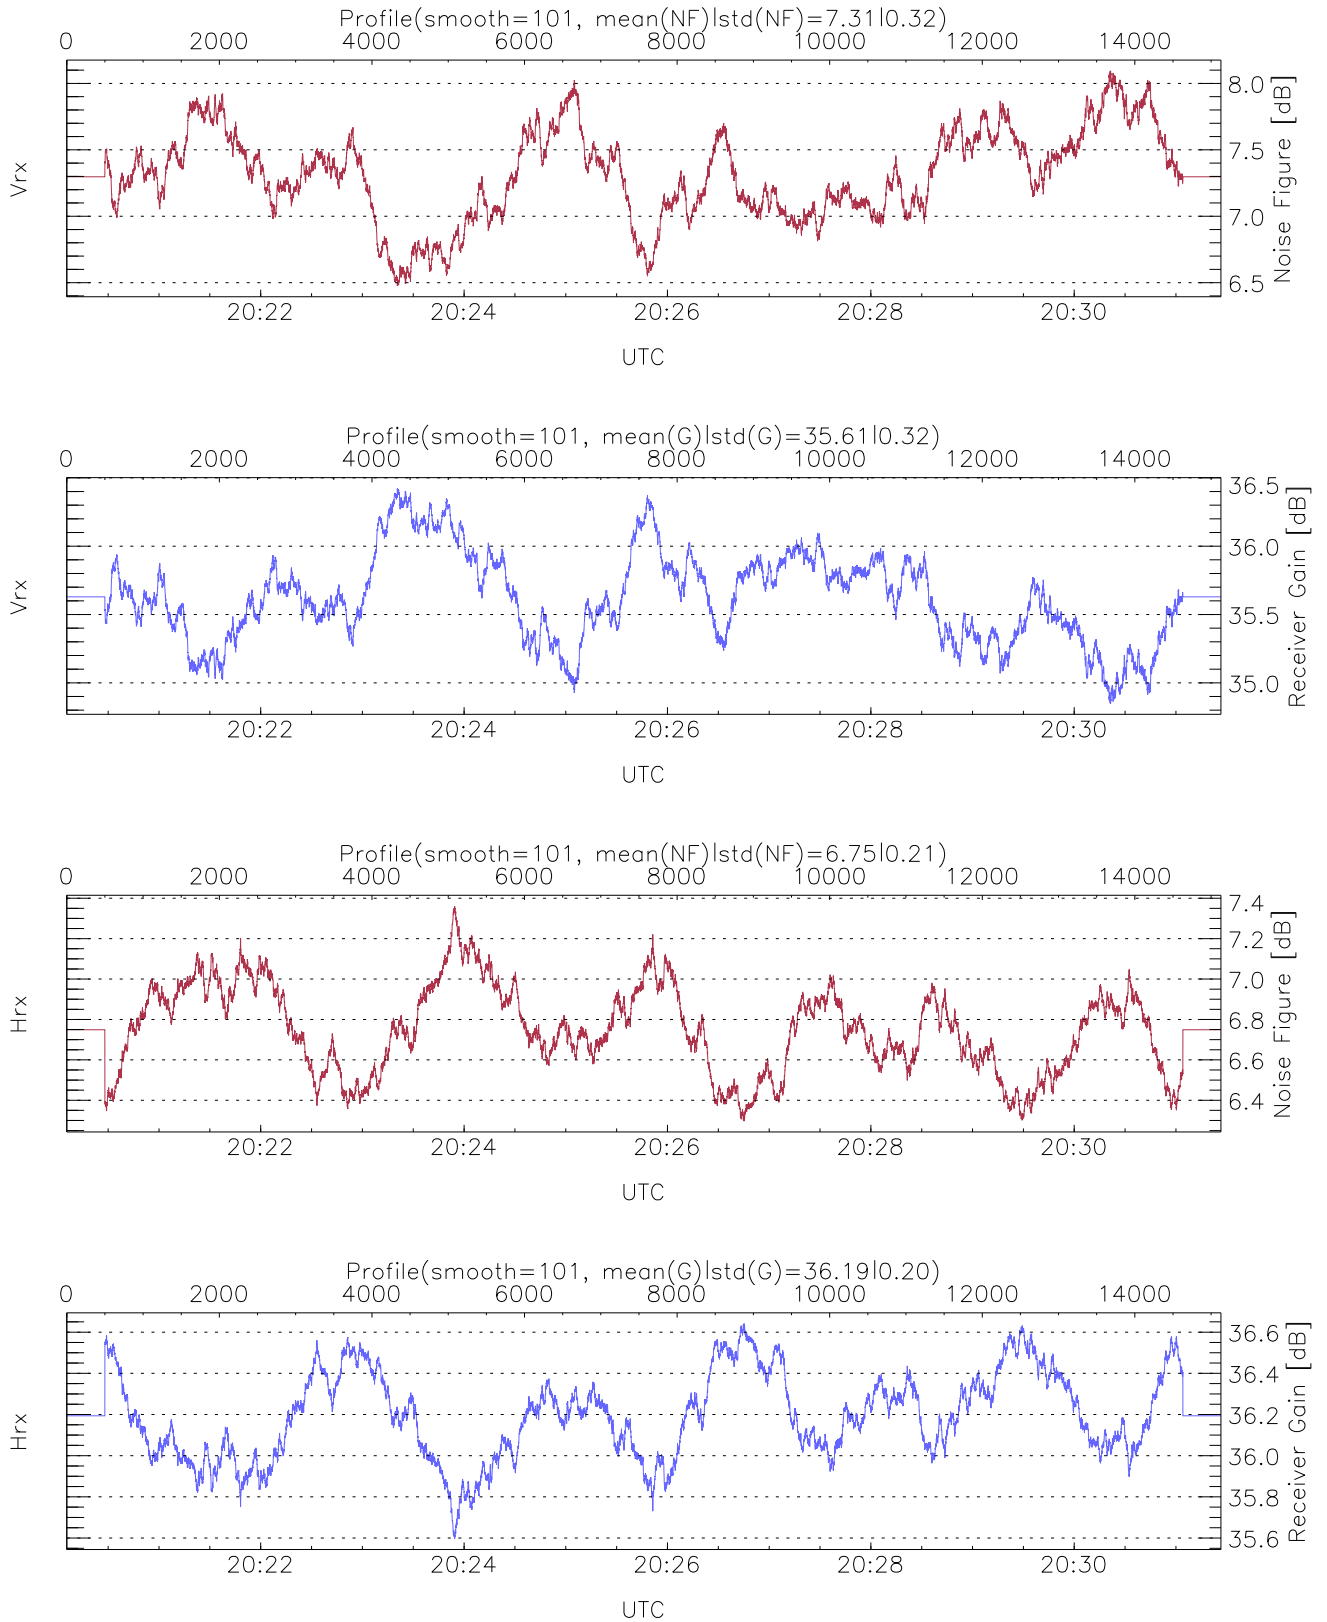 Profile(smooth=101, mean(NF)|std(NF)=7.31|0.32)
0 2000 4000 6000 8000 10000 12000 14000
Vrx
8.0
7.5
7.0
6.5
Noise Figure [dB]
20:22 20:24 20:26 20:28 20:30
UTC
Profile(smooth=101, mean(G)|std(G)=35.61|0.32)
0 2000 4000 6000 8000 10000 12000 14000
Vrx
36.5
36.0
35.5
35.0
Receiver Gain [dB]
20:22 20:24 20:26 20:28 20:30
UTC
Profile(smooth=101, mean(NF)|std(NF)=6.75|0.21)
0 2000 4000 6000 8000 10000 12000 14000
Hrx
7.4
7.2
7.0
6.8
6.6
6.4
Noise Figure [dB]
20:22 20:24 20:26 20:28 20:30
UTC
Profile(smooth=101, mean(G)|std(G)=36.19|0.20)
0 2000 4000 6000 8000 10000 12000 14000
Hrx
36.6
36.4
36.2
36.0
35.8
35.6
Receiver Gain [dB]
20:22 20:24 20:26 20:28 20:30
UTC